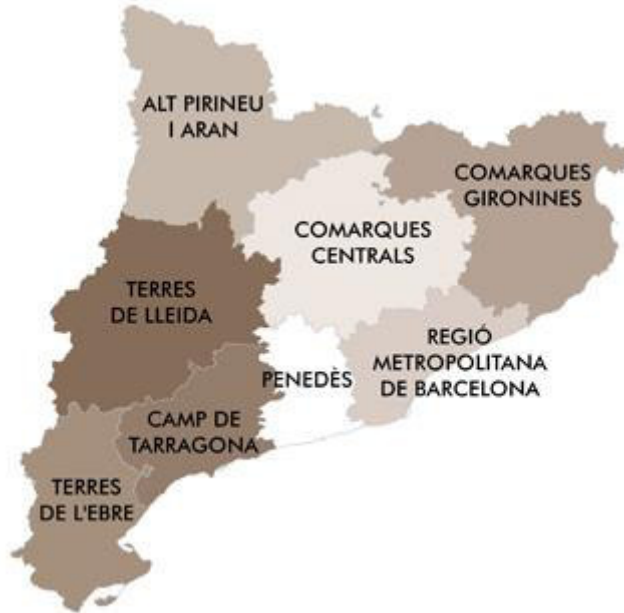 ALT PIRINEU
I ARAN
COMARQUES
GIRONINES
COMARQUES
CENTRALS
TERRES
DE LLEIDA
REGIÓ
METROPOLITANA
DE BARCELONA
PENEDÈS
CAMP DE
TARRAGONA
TERRES
DE L'EBRE